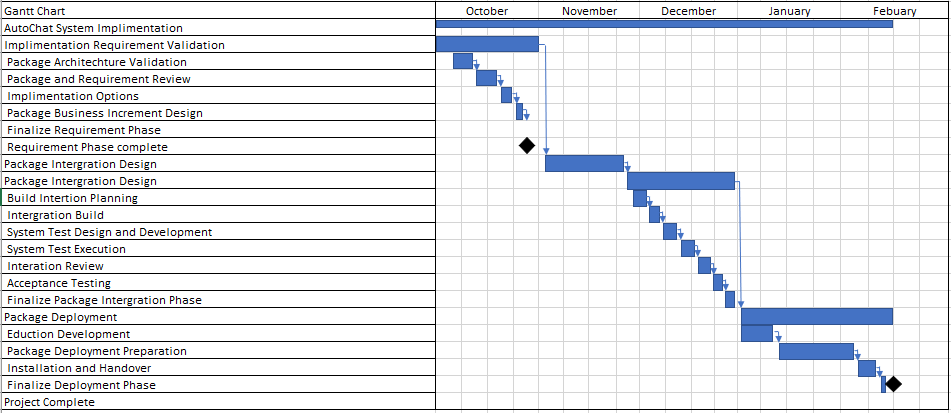 Gantt Chart October November December January Febuary
AutoChat System Implimentation
Implimentation Requirement Validation
Package Architechture Validation
Package and Requirement Review
Implimentation Options
Package Business Increment Design
Finalize Requirement Phase
Requirement Phase complete
Package Intergration Design
Package Intergration Design
Build Intertion Planning
Intergration Build
System Test Design and Development
System Test Execution
Interation Review
Acceptance Testing
Finalize Package Intergration Phase
Package Deployment
Eduction Development
Package Deployment Preparation
Installation and Handover
Finalize Deployment Phase
Project Complete